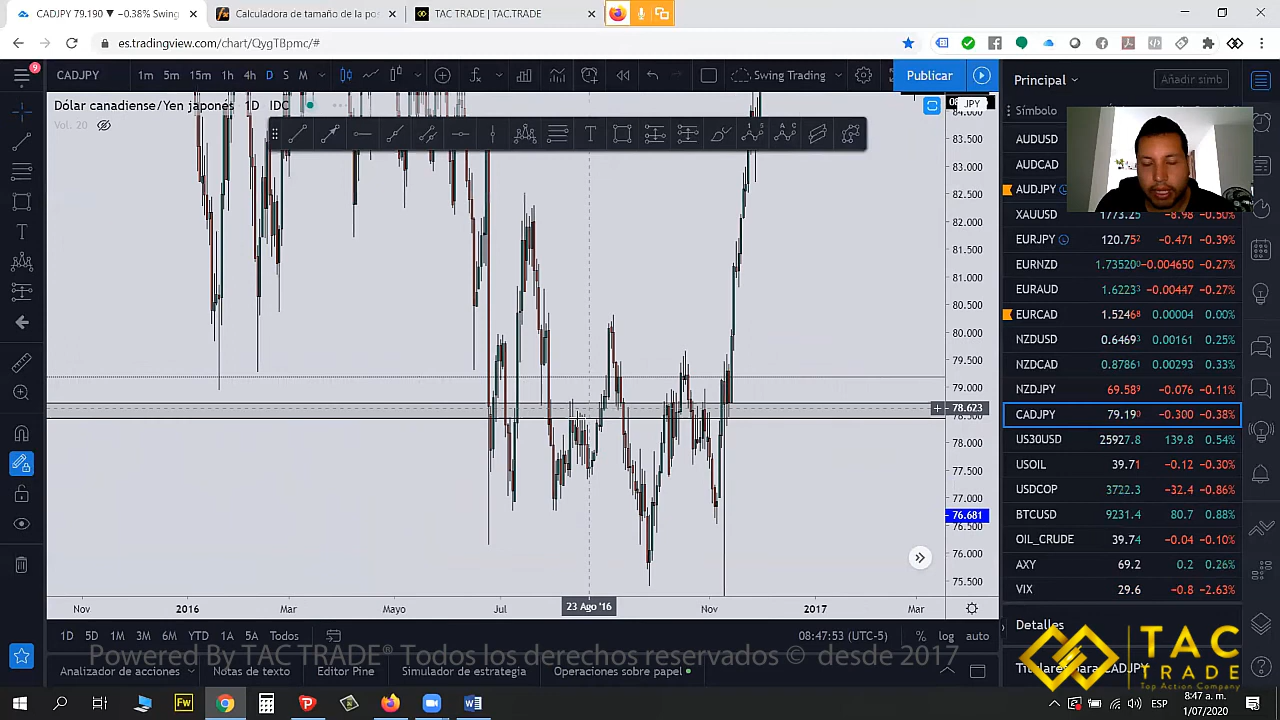 CADJPY 79.190 ▼ −0.38% Swing
Calculadora de tamaño
TAC TRADE | TAC.TRADE
es.tradingview.com/chart/QygTBpmc/#
9
CADJPY
1m 5m 15m 1h 4h D S M
Swing Trading
Publicar
Principal
Añadir símb
Dólar canadiense/Yen japonés 1D IDC
Vol. 20
JPY
Símbolo
84.000
83.000
82.500
82.000
81.500
81.000
80.500
80.000
79.500
79.000
78.623
78.000
77.500
77.000
76.681
76.500
76.000
75.500
AUDUSD
AUDCAD
AUDJPY
XAUUSD 1773.25 −8.98 −0.50%
EURJPY 120.752 −0.471 −0.39%
EURNZD 1.73520 −0.004650 −0.27%
EURAUD 1.62233 −0.00447 −0.27%
EURCAD 1.52468 0.00004 0.00%
NZDUSD 0.64693 0.00161 0.25%
NZDCAD 0.87861 0.00293 0.33%
NZDJPY 69.589 −0.076 −0.11%
CADJPY 79.190 −0.300 −0.38%
US30USD 25927.8 139.8 0.54%
USOIL 39.71 −0.12 −0.30%
USDCOP 3722.3 −32.4 −0.86%
BTCUSD 9231.4 80.7 0.88%
OIL_CRUDE 39.74 −0.04 −0.10%
AXY 69.2 0.2 0.26%
VIX 29.6 −0.8 −2.63%
Nov 2016 Mar Mayo Jul 23 Ago '16 Nov 2017 Mar
1D 5D 1M 3M 6M YTD 1A 5A Todos
08:47:53 (UTC-5)
% log auto
Detalles
Powered By TAC TRADE® Todos los derechos reservados © desde 2017
Analizador de acciones
Notas de texto
Editor Pine
Simulador de estrategia
Operaciones sobre papel
TAC TRADE
Top Action Company
ESP
8:47 a. m.
1/07/2020